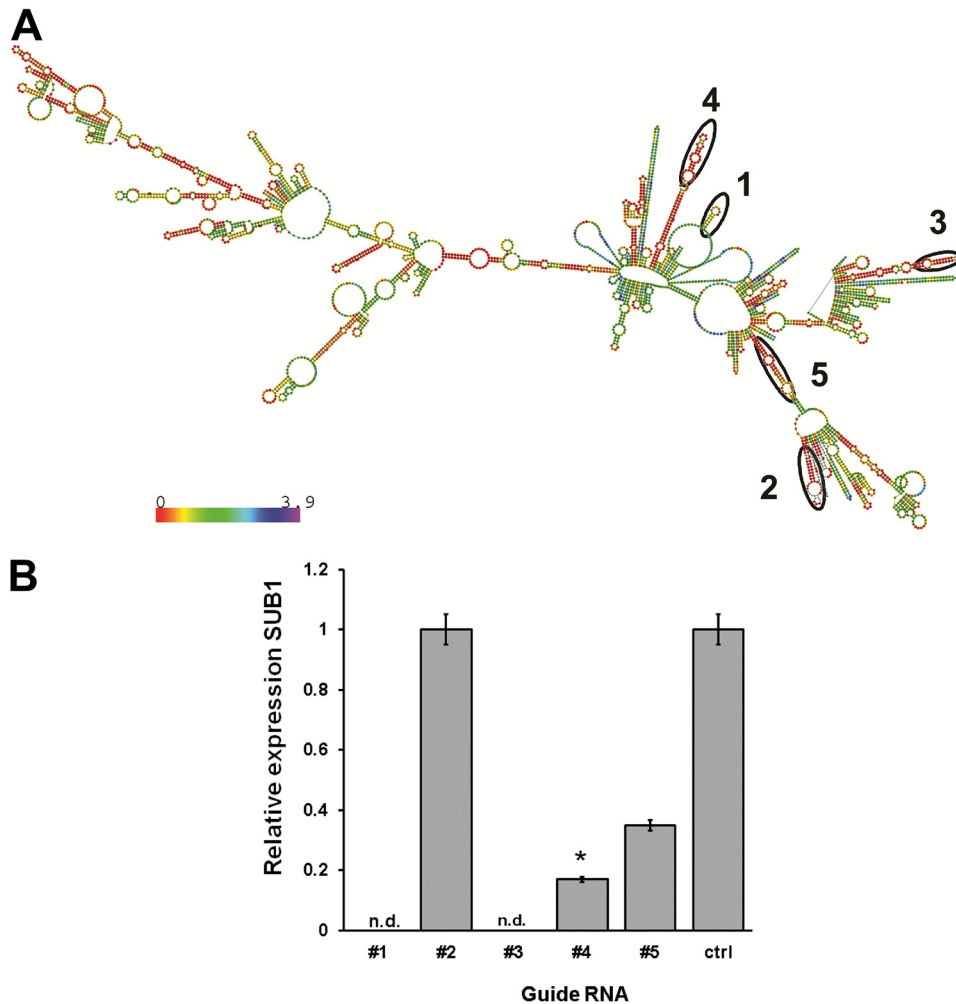 A
4
1
3
5
2
0 3.9
B
Relative expression SUB1
1.2
1
0.8
0.6
0.4
0.2
0
n.d.
n.d.
*
#1 #2 #3 #4 #5 ctrl
Guide RNA